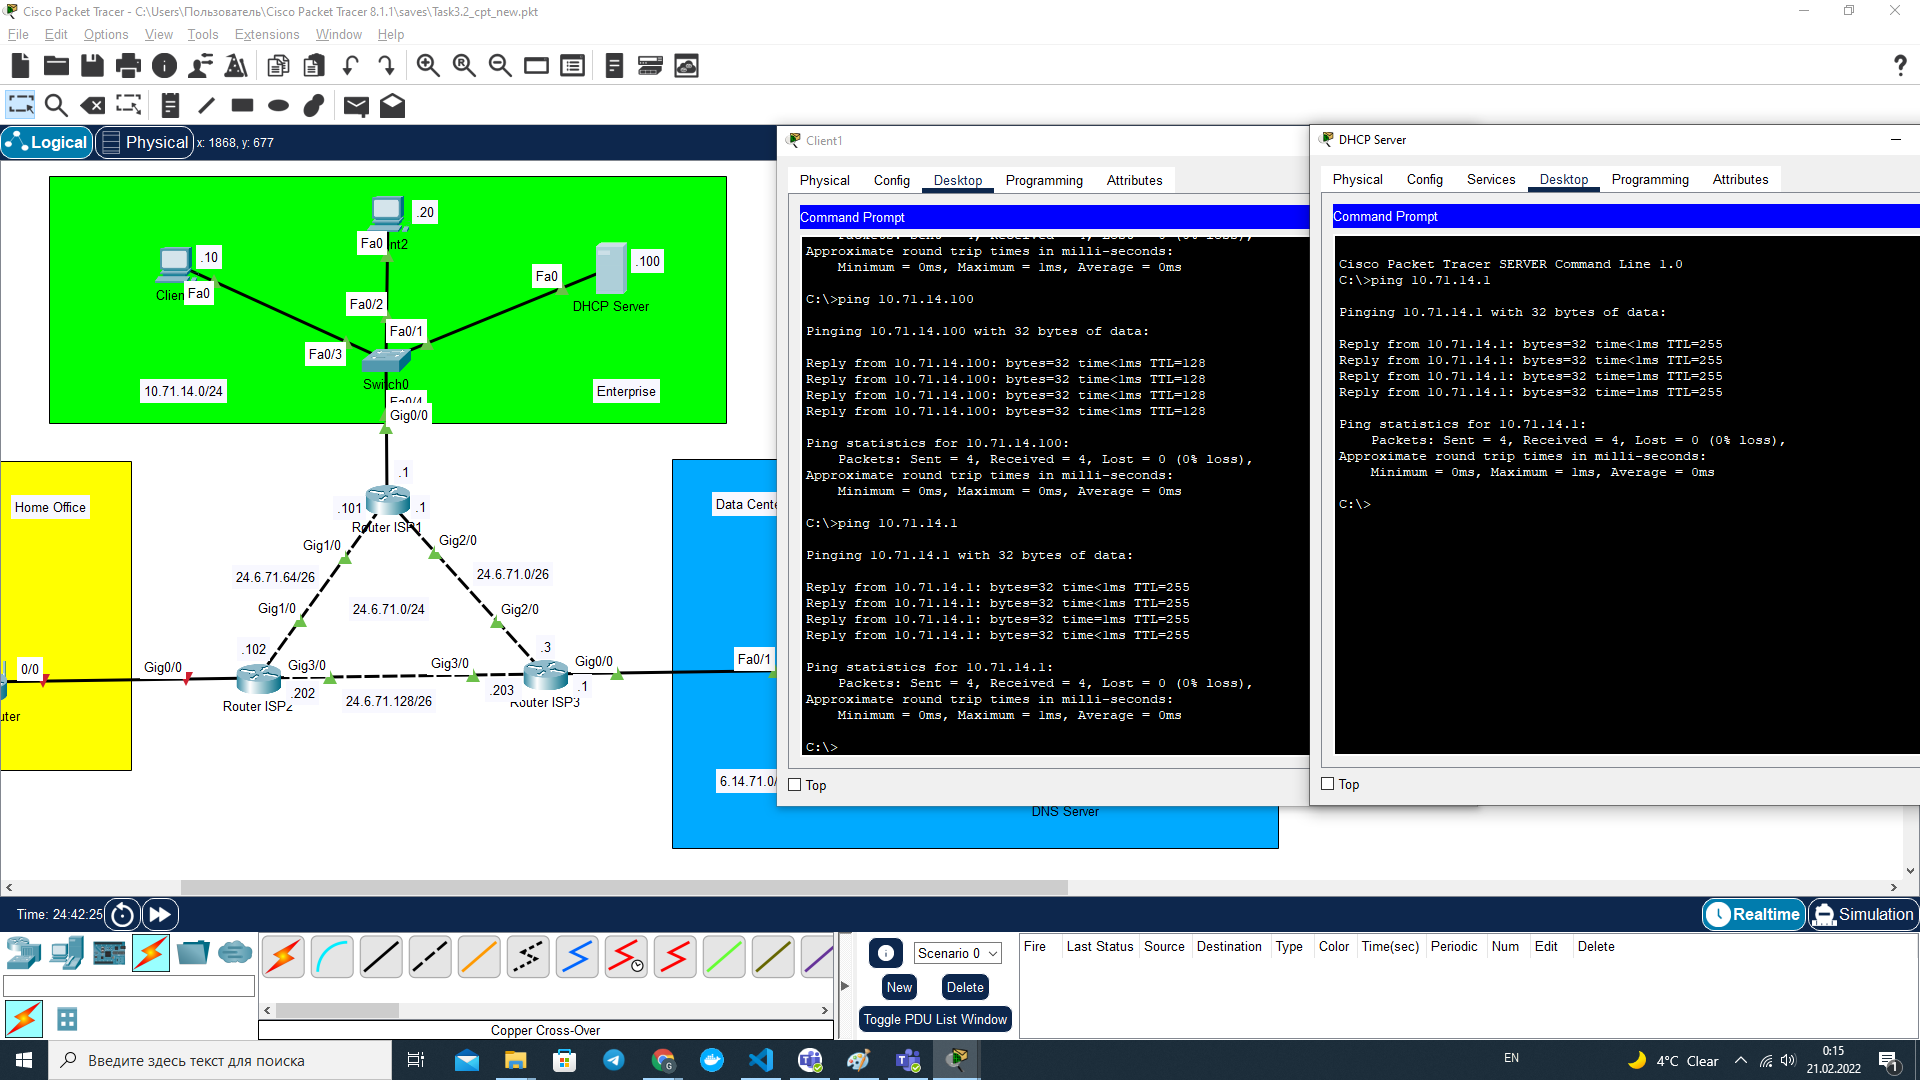 Cisco Packet Tracer - C:\Users\Пользователь\Cisco Packet Tracer 8.1.1\saves\Task3.2_cpt_new.pkt
File Edit Options View Tools Extensions Window Help
Logical Physical x: 1868, y: 677
.20
Fa0
nt2
.10
Fa0
Clien
.100
Fa0
DHCP Server
Fa0/2
Fa0/1
Fa0/3
Switch0
Fa0/4
Gig0/0
10.71.14.0/24
Enterprise
Home Office
Data Cente
.1
.101
.1
Router ISP1
Gig1/0
Gig2/0
24.6.71.64/26
24.6.71.0/26
Gig1/0
24.6.71.0/24
Gig2/0
.102
.3
0/0
Gig0/0
Gig3/0
Gig3/0
Gig0/0
Fa0/1
.202
.203
.1
Router ISP2
24.6.71.128/26
Router ISP3
uter
6.14.71.0/
DNS Server
Client1
Physical Config Desktop Programming Attributes
Command Prompt
Packets: Sent = 4, Received = 4, Lost = 0 (0% loss),
Approximate round trip times in milli-seconds:
Minimum = 0ms, Maximum = 1ms, Average = 0ms
C:\>ping 10.71.14.100
Pinging 10.71.14.100 with 32 bytes of data:
Reply from 10.71.14.100: bytes=32 time<1ms TTL=128
Reply from 10.71.14.100: bytes=32 time<1ms TTL=128
Reply from 10.71.14.100: bytes=32 time<1ms TTL=128
Reply from 10.71.14.100: bytes=32 time<1ms TTL=128
Ping statistics for 10.71.14.100:
Packets: Sent = 4, Received = 4, Lost = 0 (0% loss),
Approximate round trip times in milli-seconds:
Minimum = 0ms, Maximum = 0ms, Average = 0ms
C:\>ping 10.71.14.1
Pinging 10.71.14.1 with 32 bytes of data:
Reply from 10.71.14.1: bytes=32 time<1ms TTL=255
Reply from 10.71.14.1: bytes=32 time<1ms TTL=255
Reply from 10.71.14.1: bytes=32 time=1ms TTL=255
Reply from 10.71.14.1: bytes=32 time<1ms TTL=255
Ping statistics for 10.71.14.1:
Packets: Sent = 4, Received = 4, Lost = 0 (0% loss),
Approximate round trip times in milli-seconds:
Minimum = 0ms, Maximum = 1ms, Average = 0ms
C:\>
Top
DHCP Server
Physical Config Services Desktop Programming Attributes
Command Prompt
Cisco Packet Tracer SERVER Command Line 1.0
C:\>ping 10.71.14.1
Pinging 10.71.14.1 with 32 bytes of data:
Reply from 10.71.14.1: bytes=32 time<1ms TTL=255
Reply from 10.71.14.1: bytes=32 time<1ms TTL=255
Reply from 10.71.14.1: bytes=32 time=1ms TTL=255
Reply from 10.71.14.1: bytes=32 time=1ms TTL=255
Ping statistics for 10.71.14.1:
Packets: Sent = 4, Received = 4, Lost = 0 (0% loss),
Approximate round trip times in milli-seconds:
Minimum = 0ms, Maximum = 1ms, Average = 0ms
C:\>
Top
Time: 24:42:25
Realtime Simulation
Scenario 0
New Delete
Toggle PDU List Window
Fire Last Status Source Destination Type Color Time(sec) Periodic Num Edit Delete
Copper Cross-Over
Введите здесь текст для поиска
EN
4°C Clear
0:15
21.02.2022
1